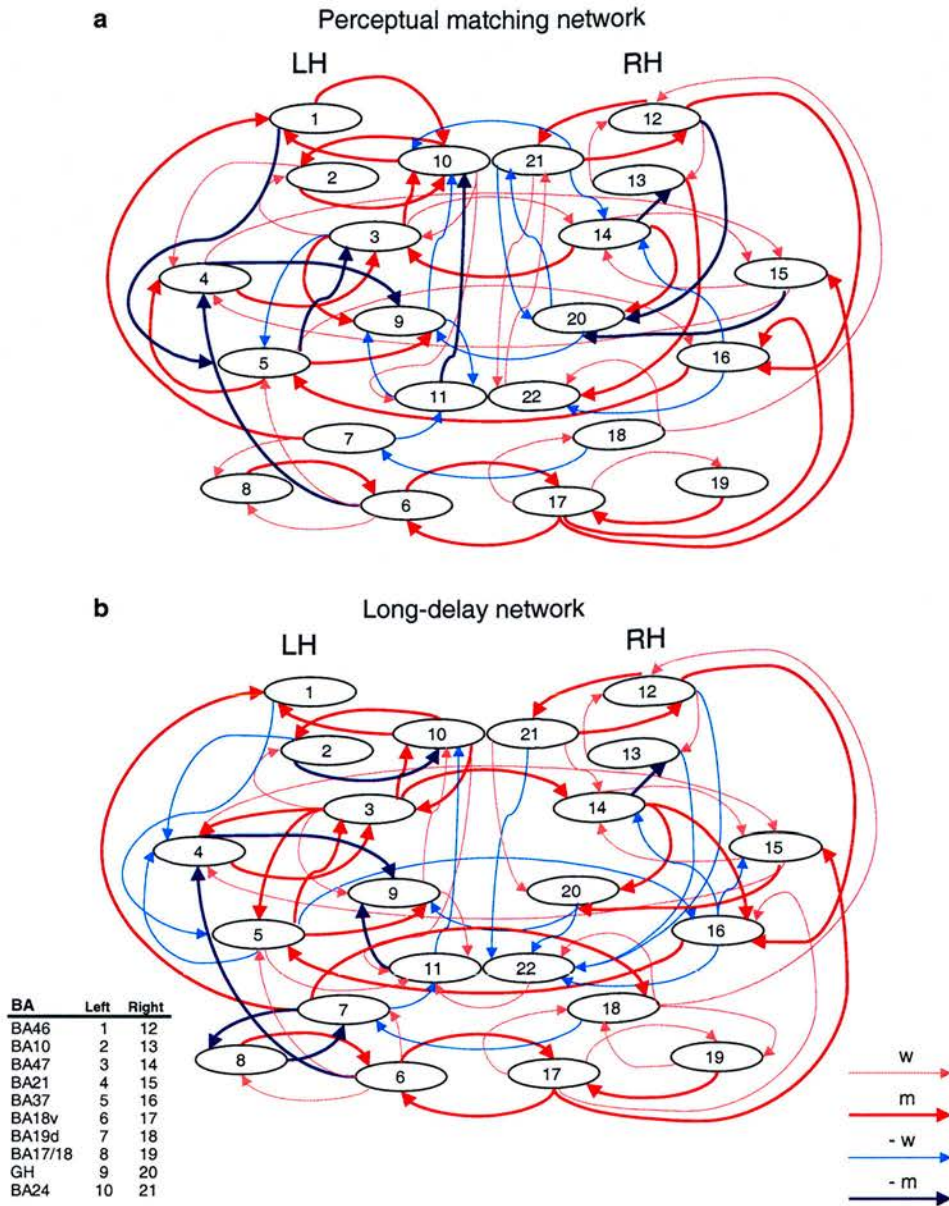 a
Perceptual matching network
LH
RH
1
12
10
21
2
13
3
14
4
15
9
20
5
16
11
22
7
18
8
19
6
17
b
Long-delay network
LH
RH
1
12
10
21
2
13
3
14
4
15
9
20
5
16
11
22
7
18
8
19
6
17
BA Left Right
BA46 1 12
BA10 2 13
BA47 3 14
BA21 4 15
BA37 5 16
BA18v 6 17
BA19d 7 18
BA17/18 8 19
GH 9 20
BA24 10 21
w
m
- w
- m